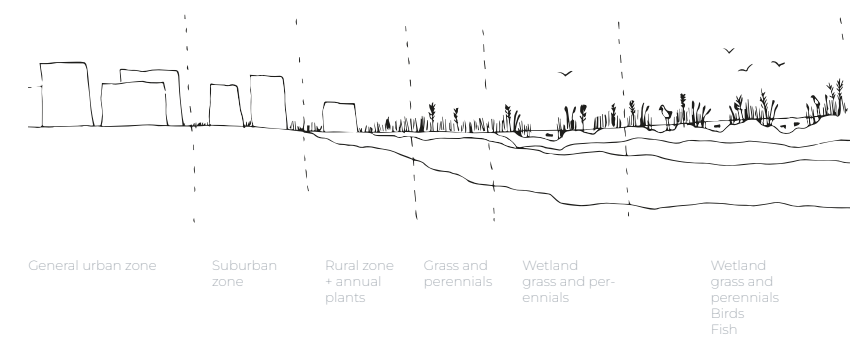 General urban zone
Suburban
zone
Rural zone
+ annual
plants
Grass and
perennials
Wetland
grass and per-
ennials
Wetland
grass and
perennials
Birds
Fish